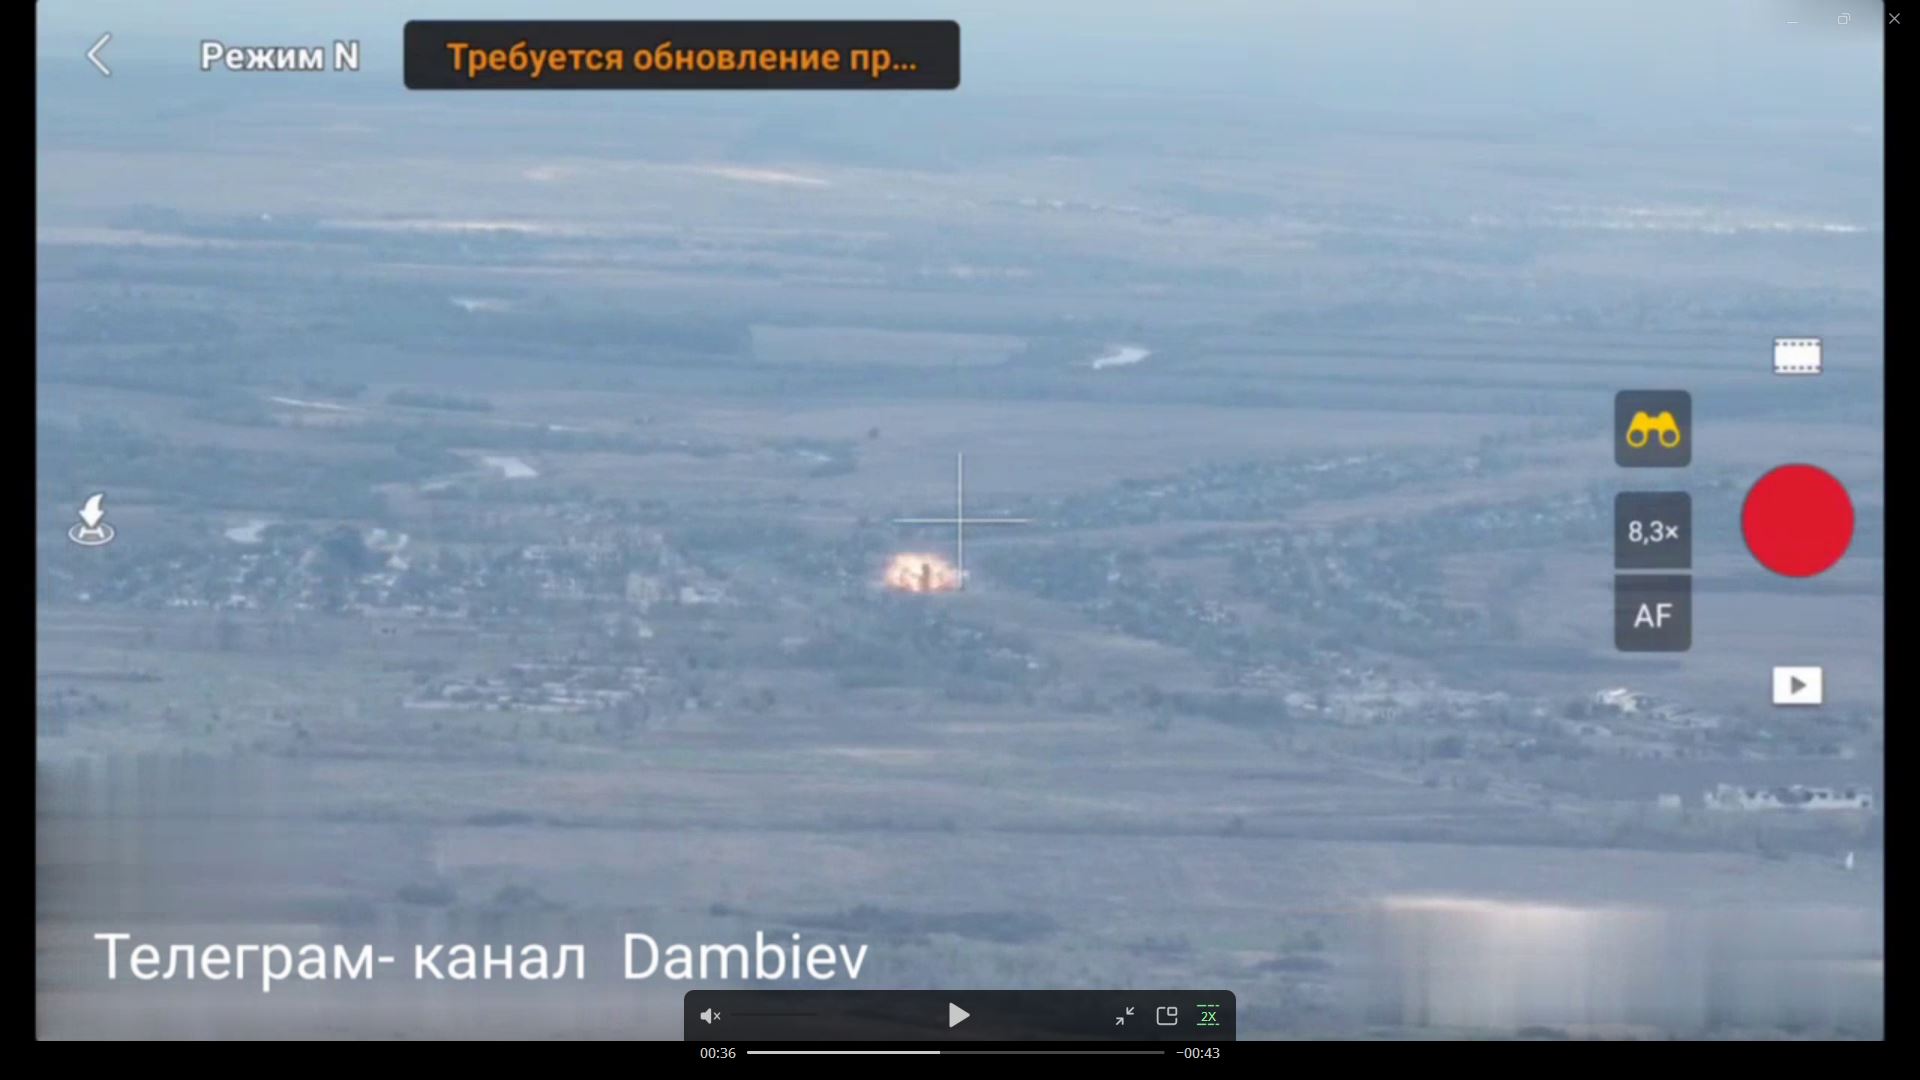 Режим N
Требуется обновление пр...
8,3×
AF
Телеграм- канал Dambiev
2X
00:36
−00:43